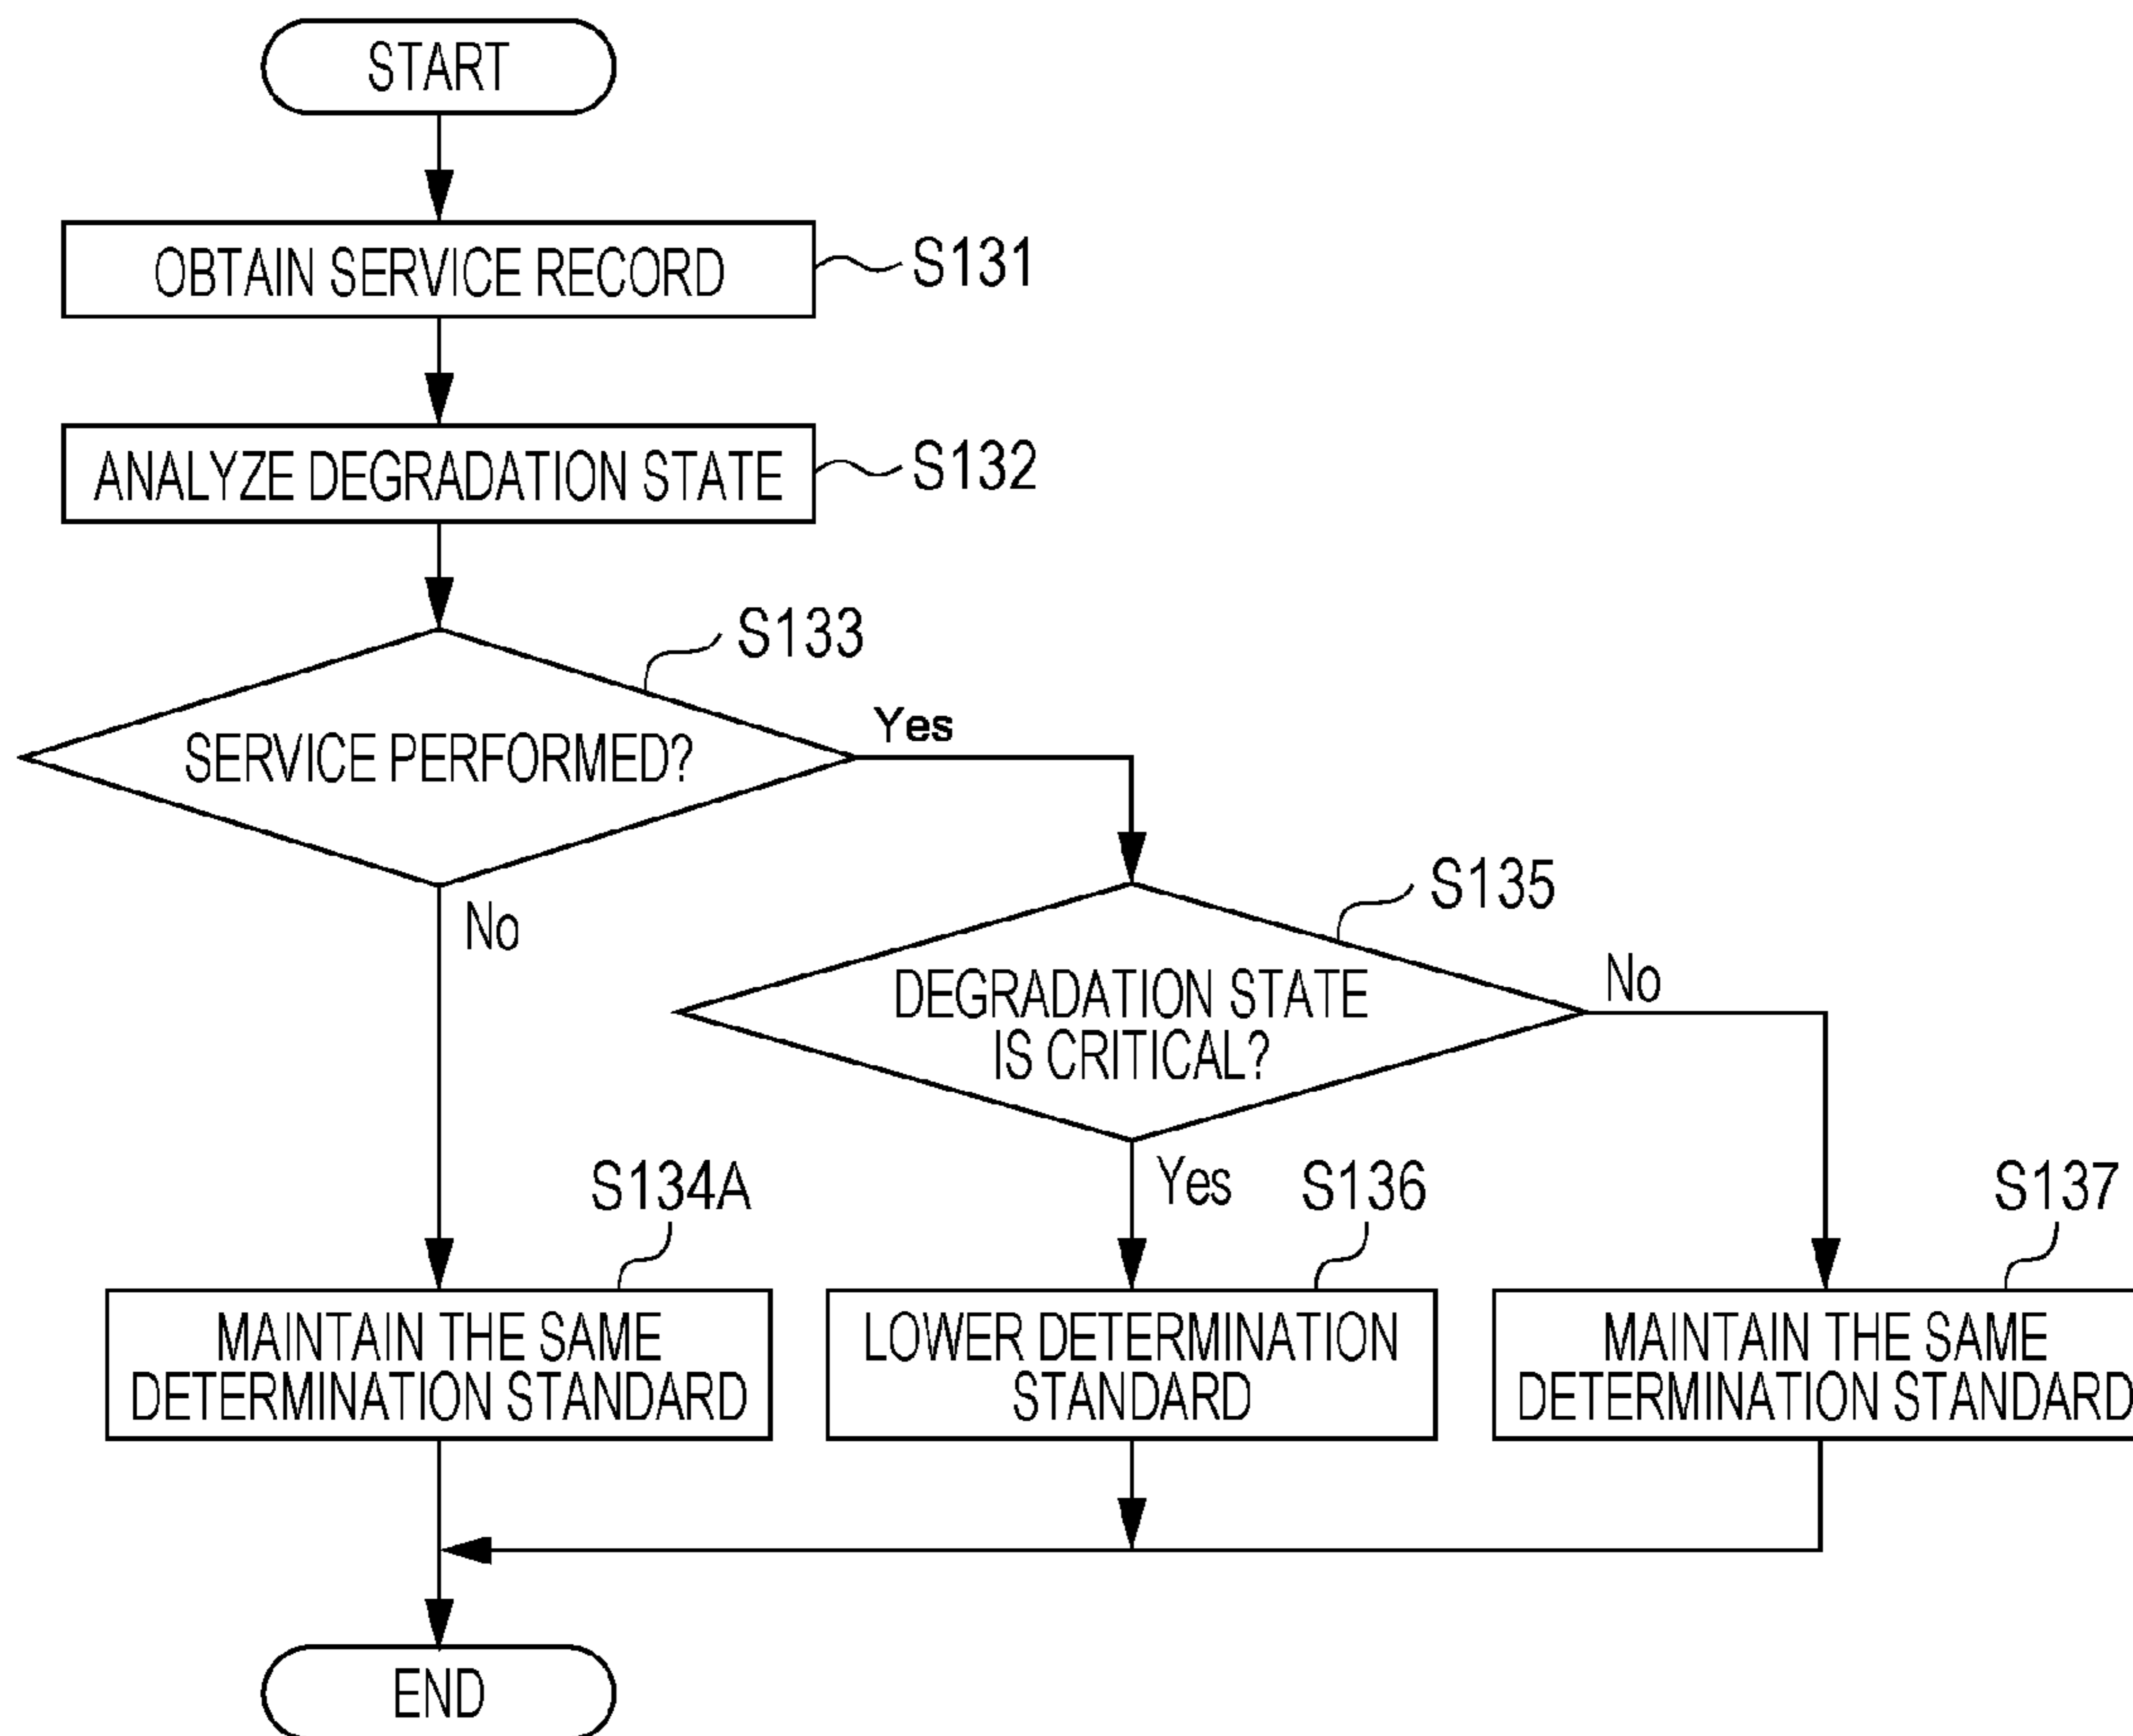 START
OBTAIN SERVICE RECORD
S131
ANALYZE DEGRADATION STATE
S132
S133
SERVICE PERFORMED?
Yes
No
S135
DEGRADATION STATE
IS CRITICAL?
No
Yes
S134A
MAINTAIN THE SAME
DETERMINATION STANDARD
S136
LOWER DETERMINATION
STANDARD
S137
MAINTAIN THE SAME
DETERMINATION STANDARD
END